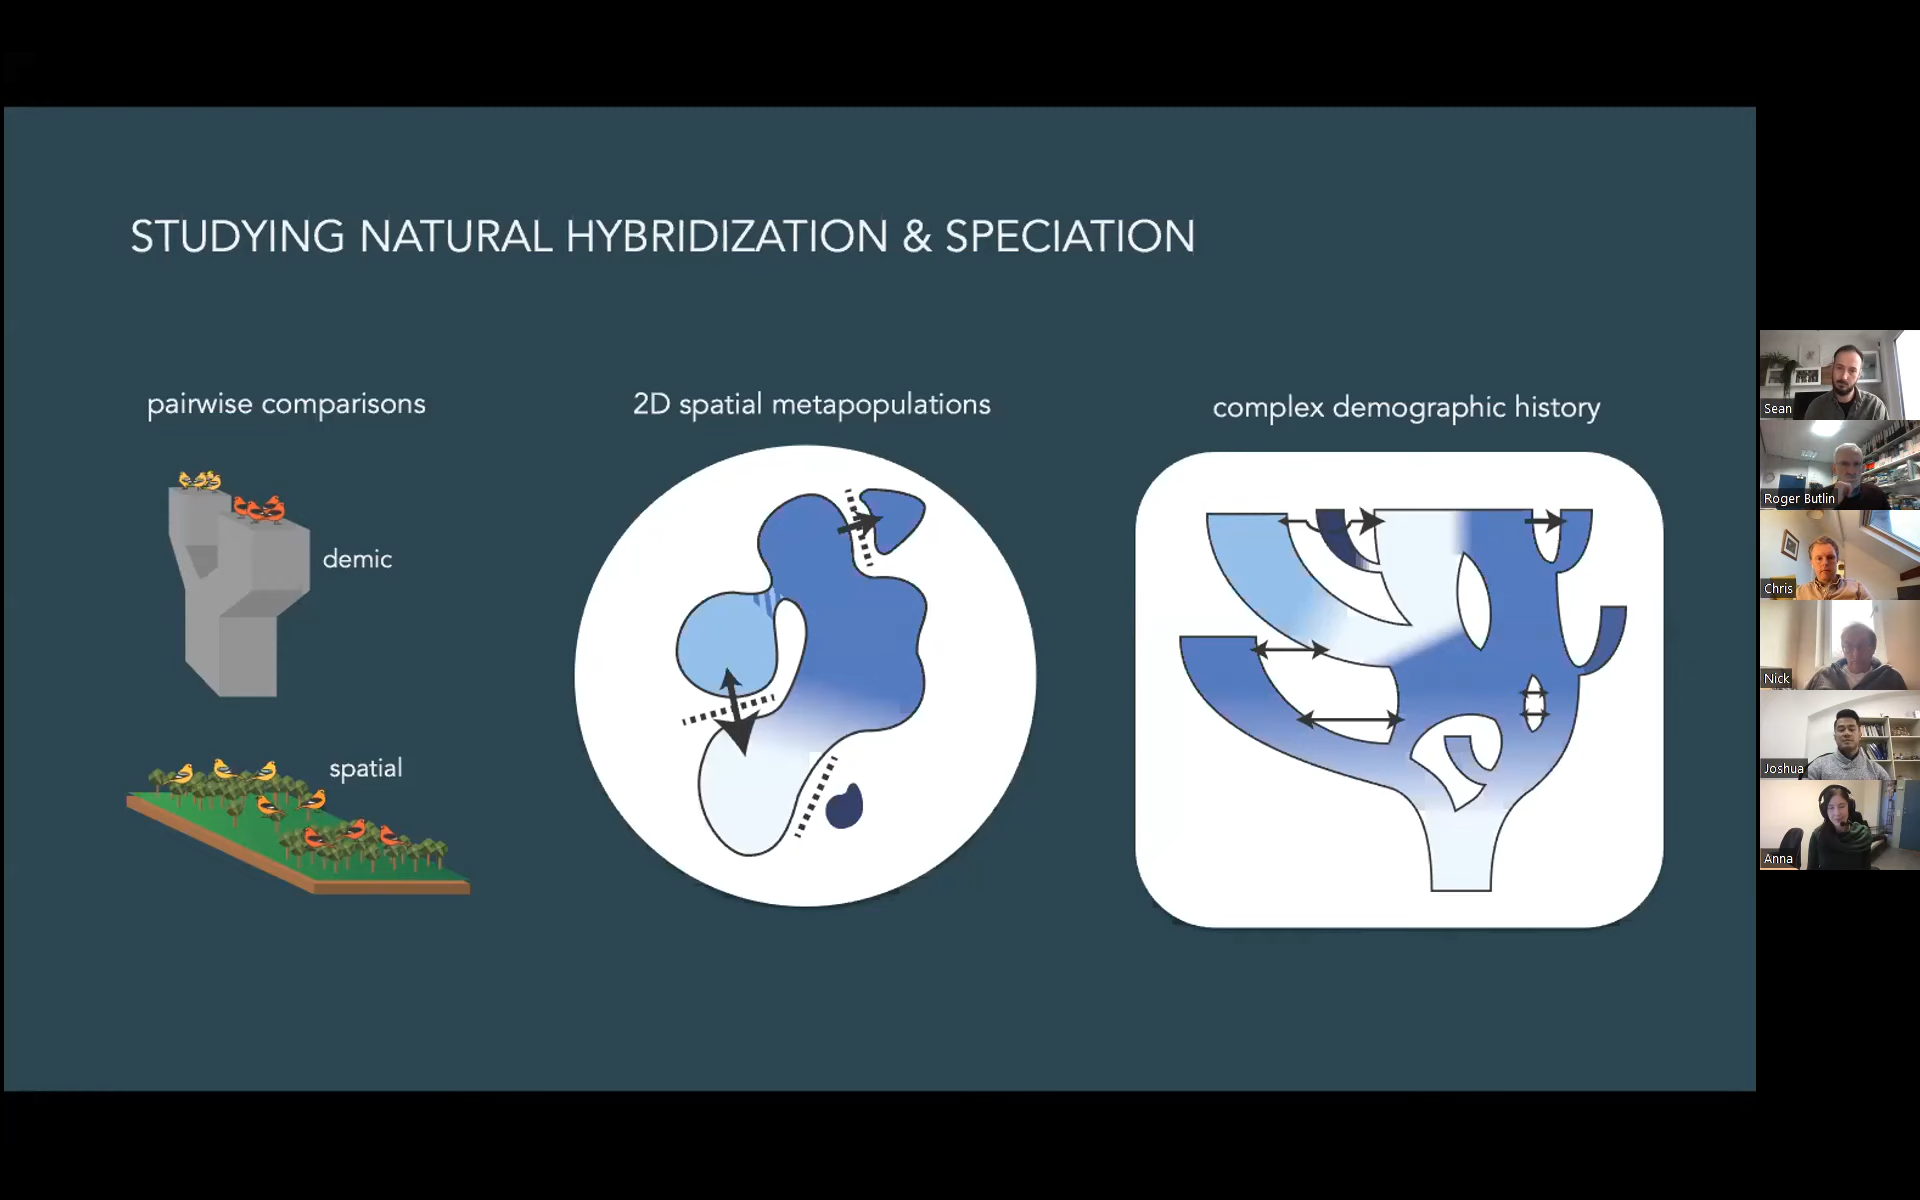 STUDYING NATURAL HYBRIDIZATION & SPECIATION
pairwise comparisons
demic
spatial
2D spatial metapopulations
complex demographic history
Sean
Roger Butlin
Chris
Nick
Joshua
Anna